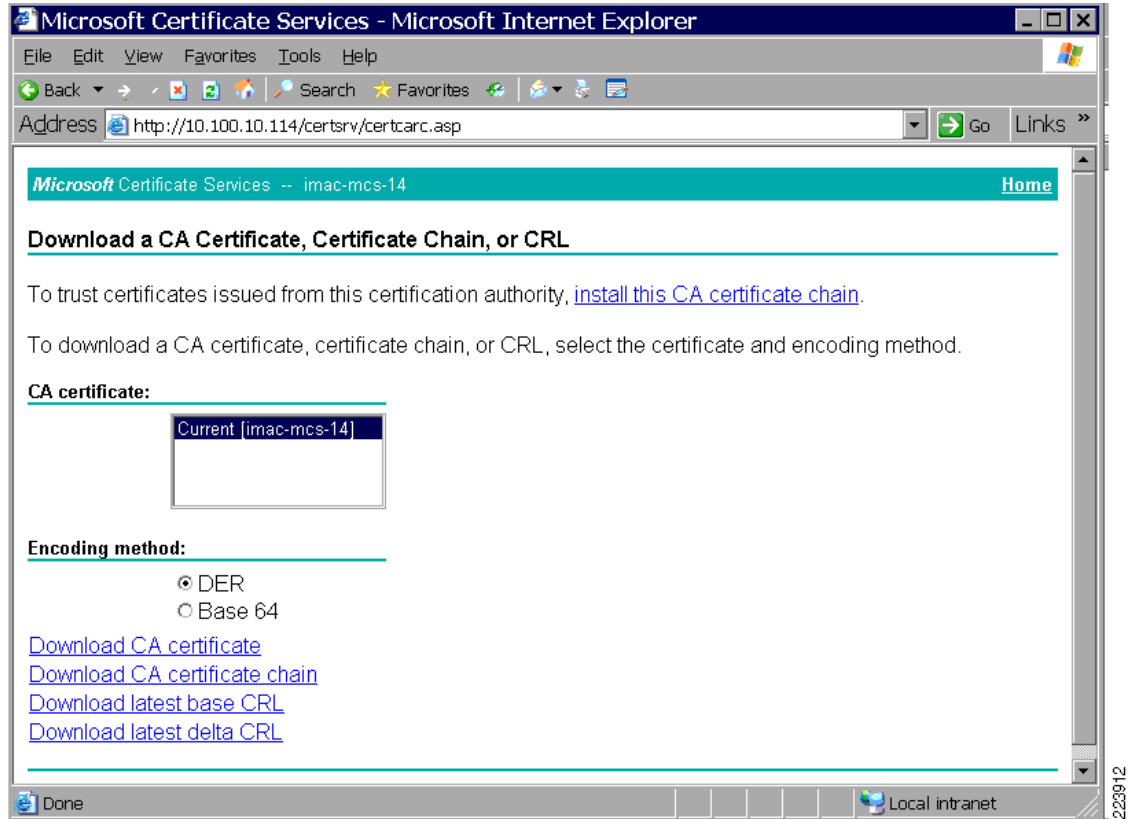 Microsoft Certificate Services - Microsoft Internet Explorer
File Edit View Favorites Tools Help
Back Search Favorites
Address http://10.100.10.114/certsrv/certcarc.asp Go Links »
Microsoft Certificate Services -- imac-mcs-14 Home
Download a CA Certificate, Certificate Chain, or CRL
To trust certificates issued from this certification authority, install this CA certificate chain.
To download a CA certificate, certificate chain, or CRL, select the certificate and encoding method.
CA certificate:
Current [imac-mcs-14]
Encoding method:
DER
Base 64
Download CA certificate
Download CA certificate chain
Download latest base CRL
Download latest delta CRL
Done Local intranet
223912